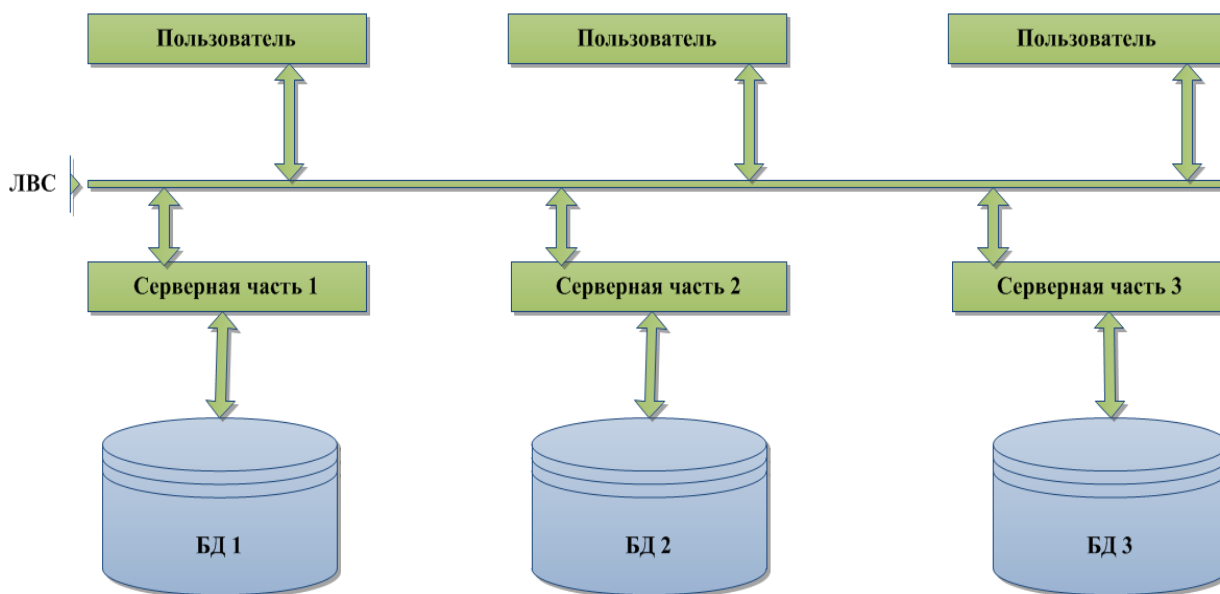 Пользователь
Пользователь
Пользователь
ЛВС
Серверная часть 1
Серверная часть 2
Серверная часть 3
БД 1
БД 2
БД 3